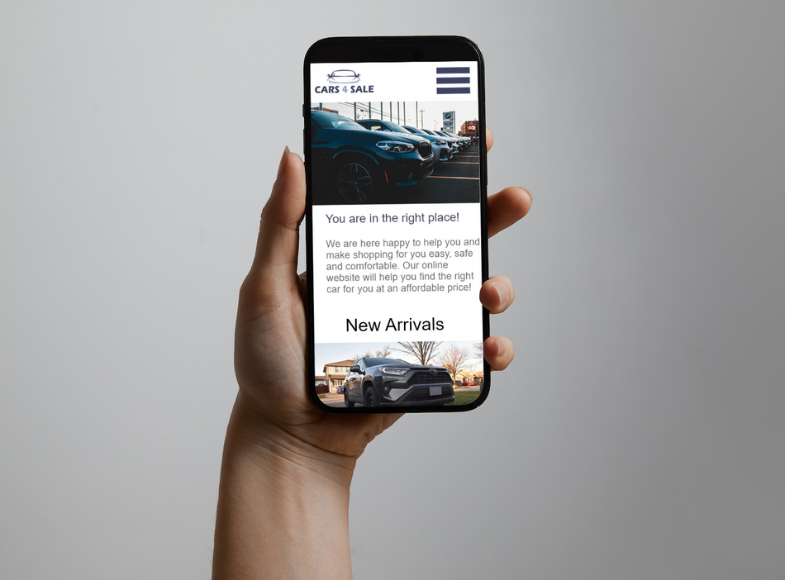 CARS 4 SALE
You are in the right place!
We are here happy to help you and
make shopping for you easy, safe
and comfortable. Our online
website will help you find the right
car for you at an affordable price!
New Arrivals